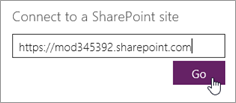 Connect to a SharePoint site
https://mod345392.sharepoint.com
Go